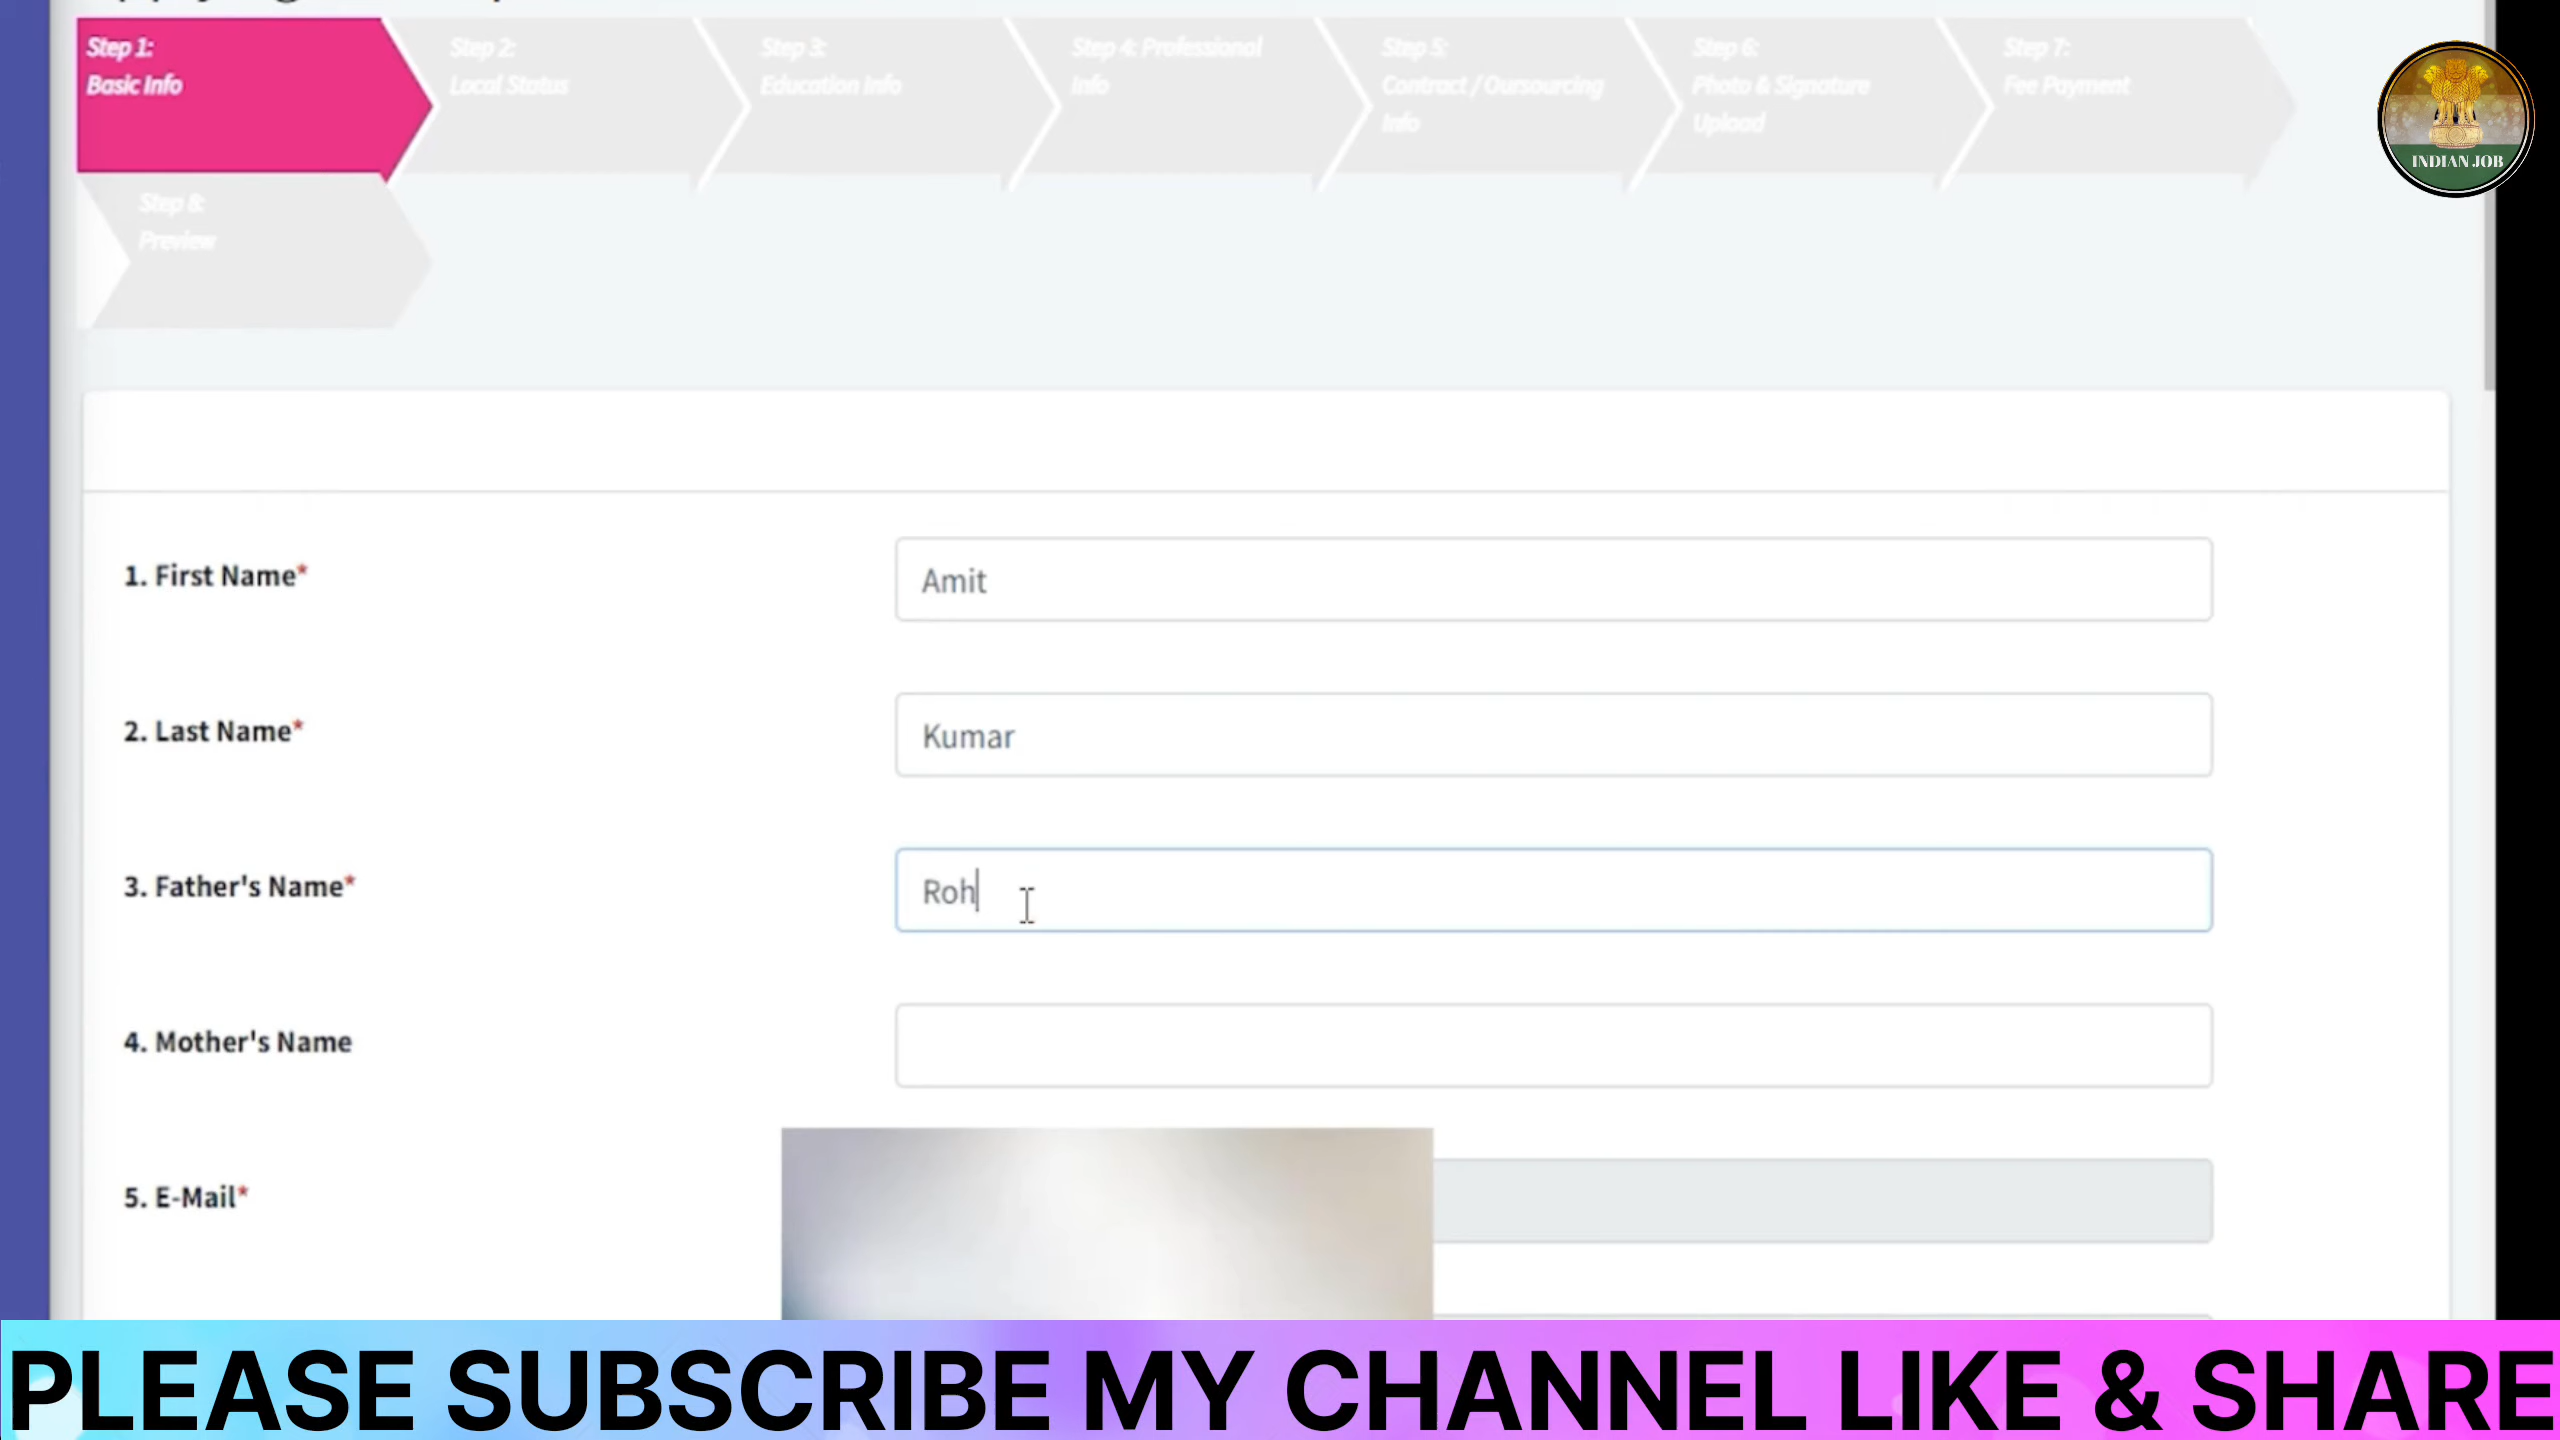 Step 1:
Basic Info
Step 2:
Local Status
Step 3:
Education Info
Step 4: Professional
Info
Step 5:
Contract / Oursourcing
Info
Step 6:
Photo & Signature
Upload
Step 7:
Fee Payment
Step 8:
Preview
INDIAN JOB
1. First Name*
Amit
2. Last Name*
Kumar
3. Father's Name*
Roh
4. Mother's Name
5. E-Mail*
PLEASE SUBSCRIBE MY CHANNEL LIKE & SHARE